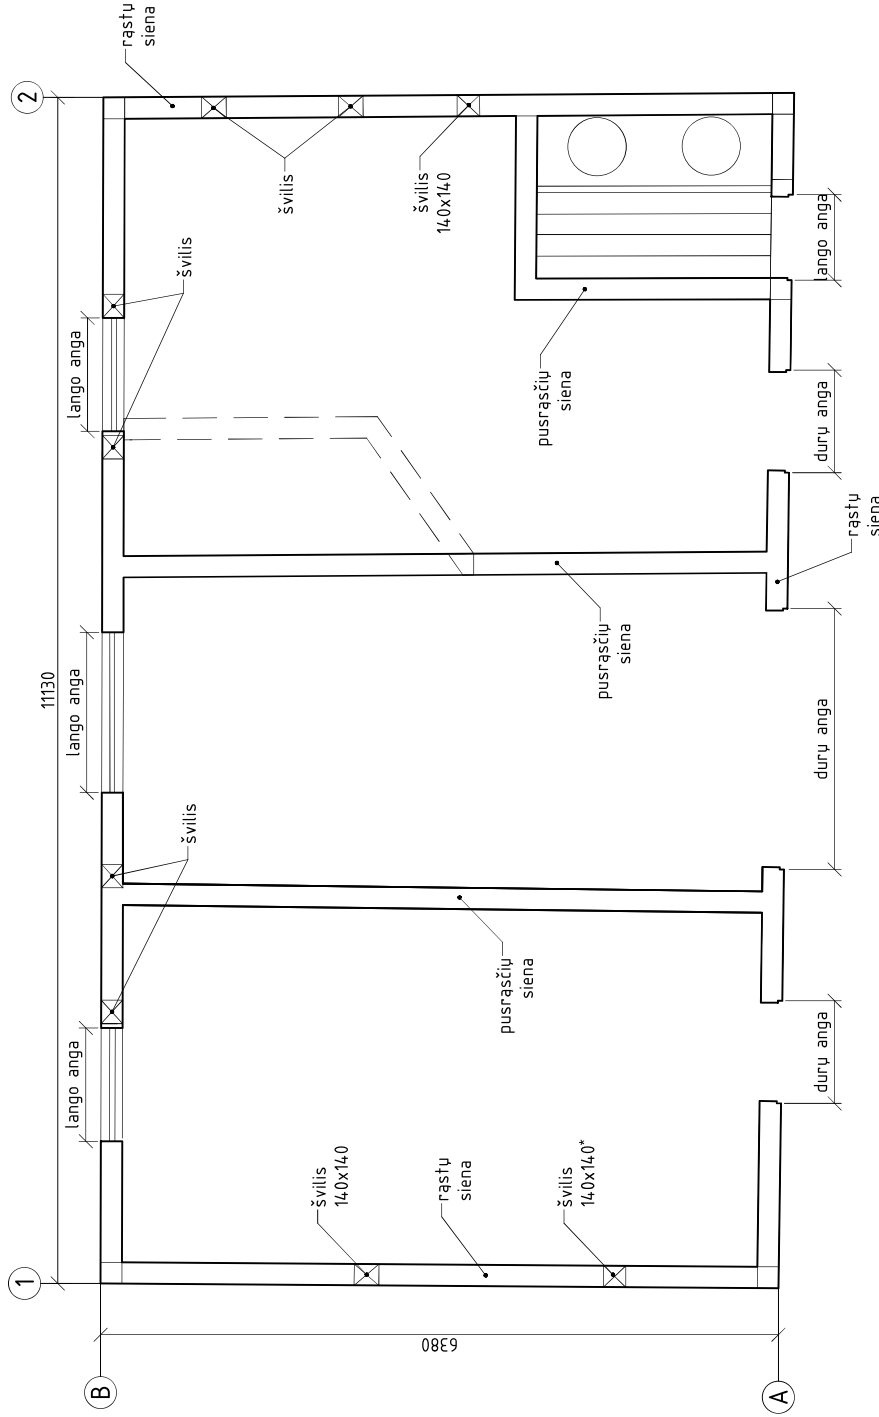 1
2
11130
lango anga
lango anga
lango anga
B
rąstų
siena
švilis
švilis
švilis
švilis
140x140
švilis
140x140
6380
rąstų
siena
pusrąsčių
siena
pusrąsčių
siena
švilis
140x140*
pusrąsčių
siena
A
durų anga
durų anga
durų anga
lango anga
rąstų
siena